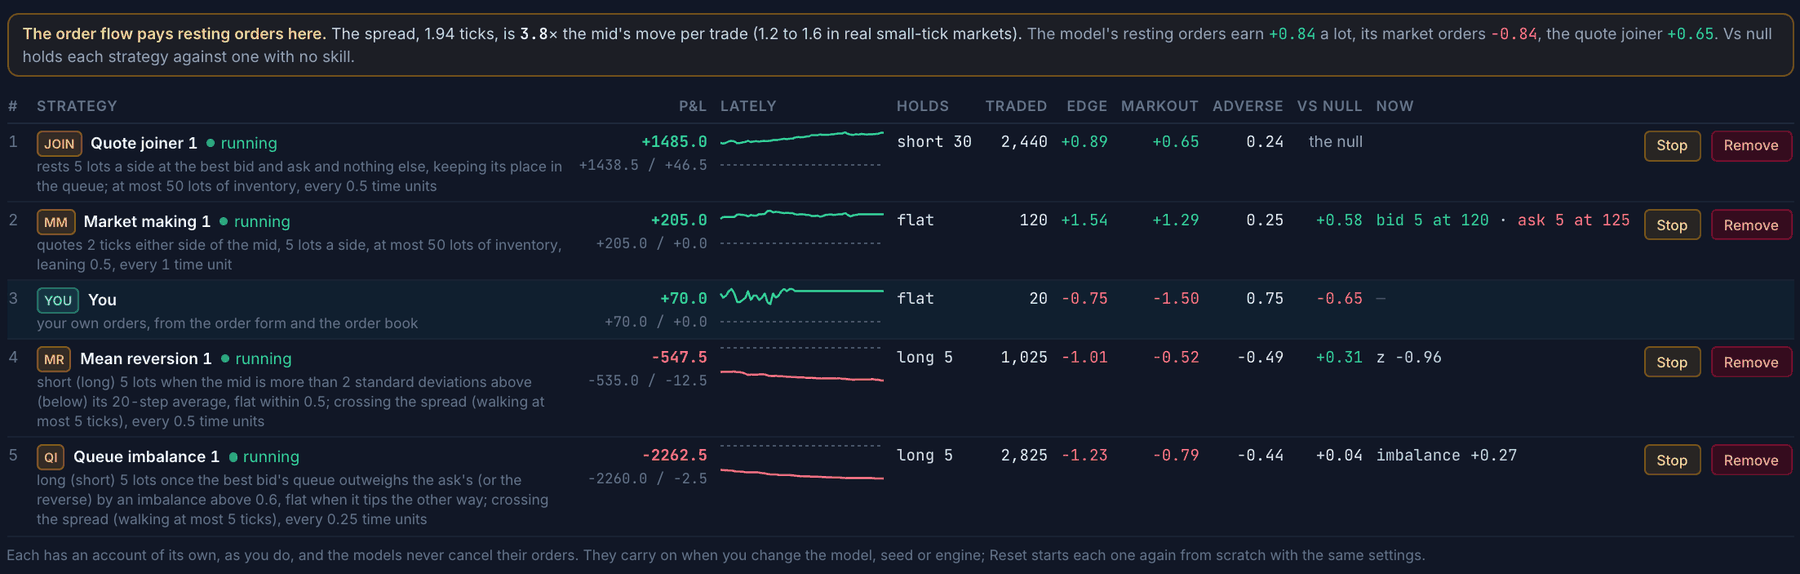 The order flow pays resting orders here. The spread, 1.94 ticks, is 3.8× the mid's move per trade (1.2 to 1.6 in real small-tick markets). The model's resting orders earn +0.84 a lot, its market orders -0.84, the quote joiner +0.65. Vs null
holds each strategy against one with no skill.
# STRATEGY P&L LATELY HOLDS TRADED EDGE MARKOUT ADVERSE VS NULL NOW
1 JOIN Quote joiner 1 ● running +1485.0 short 30 2,440 +0.89 +0.65 0.24 the null Stop Remove
rests 5 lots a side at the best bid and ask and nothing else, keeping its place in +1438.5 / +46.5
the queue; at most 50 lots of inventory, every 0.5 time units
2 MM Market making 1 ● running +205.0 flat 120 +1.54 +1.29 0.25 +0.58 bid 5 at 120 · ask 5 at 125 Stop Remove
quotes 2 ticks either side of the mid, 5 lots a side, at most 50 lots of inventory, +205.0 / +0.0
leaning 0.5, every 1 time unit
3 YOU You +70.0 flat 20 -0.75 -1.50 0.75 -0.65 —
your own orders, from the order form and the order book +70.0 / +0.0
4 MR Mean reversion 1 ● running -547.5 long 5 1,025 -1.01 -0.52 -0.49 +0.31 z -0.96 Stop Remove
short (long) 5 lots when the mid is more than 2 standard deviations above -535.0 / -12.5
(below) its 20-step average, flat within 0.5; crossing the spread (walking at
most 5 ticks), every 0.5 time units
5 QI Queue imbalance 1 ● running -2262.5 long 5 2,825 -1.23 -0.79 -0.44 +0.04 imbalance +0.27 Stop Remove
long (short) 5 lots once the best bid's queue outweighs the ask's (or the -2260.0 / -2.5
reverse) by an imbalance above 0.6, flat when it tips the other way; crossing
the spread (walking at most 5 ticks), every 0.25 time units
Each has an account of its own, as you do, and the models never cancel their orders. They carry on when you change the model, seed or engine; Reset starts each one again from scratch with the same settings.